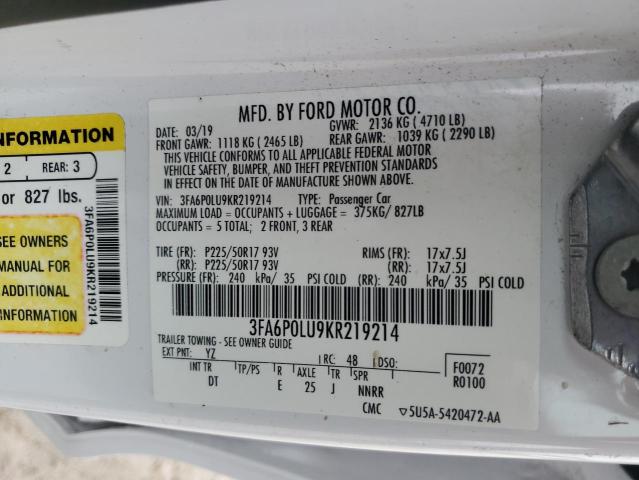 MFD. BY FORD MOTOR CO.
DATE: 03/19 GVWR: 2136 KG ( 4710 LB)
FRONT GAWR: 1118 KG ( 2465 LB) REAR GAWR: 1039 KG ( 2290 LB)
THIS VEHICLE CONFORMS TO ALL APPLICABLE FEDERAL MOTOR
VEHICLE SAFETY, BUMPER, AND THEFT PREVENTION STANDARDS
IN EFFECT ON THE DATE OF MANUFACTURE SHOWN ABOVE.
VIN: 3FA6P0LU9KR219214 TYPE: Passenger Car
MAXIMUM LOAD = OCCUPANTS + LUGGAGE = 375KG/ 827LB
OCCUPANTS = 5 TOTAL; 2 FRONT, 3 REAR
TIRE (FR): P225/50R17 93V RIMS (FR): 17x7.5J
(RR): P225/50R17 93V (RR): 17x7.5J
PRESSURE (FR): 240 kPa/ 35 PSI COLD (RR): 240 kPa/ 35 PSI COLD
3FA6P0LU9KR219214
TRAILER TOWING - SEE OWNER GUIDE
EXT PNT: YZ RC: 48 DSO: F0072
INT TR TP/PS R AXLE TR SPR R0100
DT E 25 J NNRR
CMC 5U5A-5420472-AA
INFORMATION
2 REAR: 3
or 827 lbs.
SEE OWNERS
MANUAL FOR
ADDITIONAL
INFORMATION
3FA6P0LU9KR219214